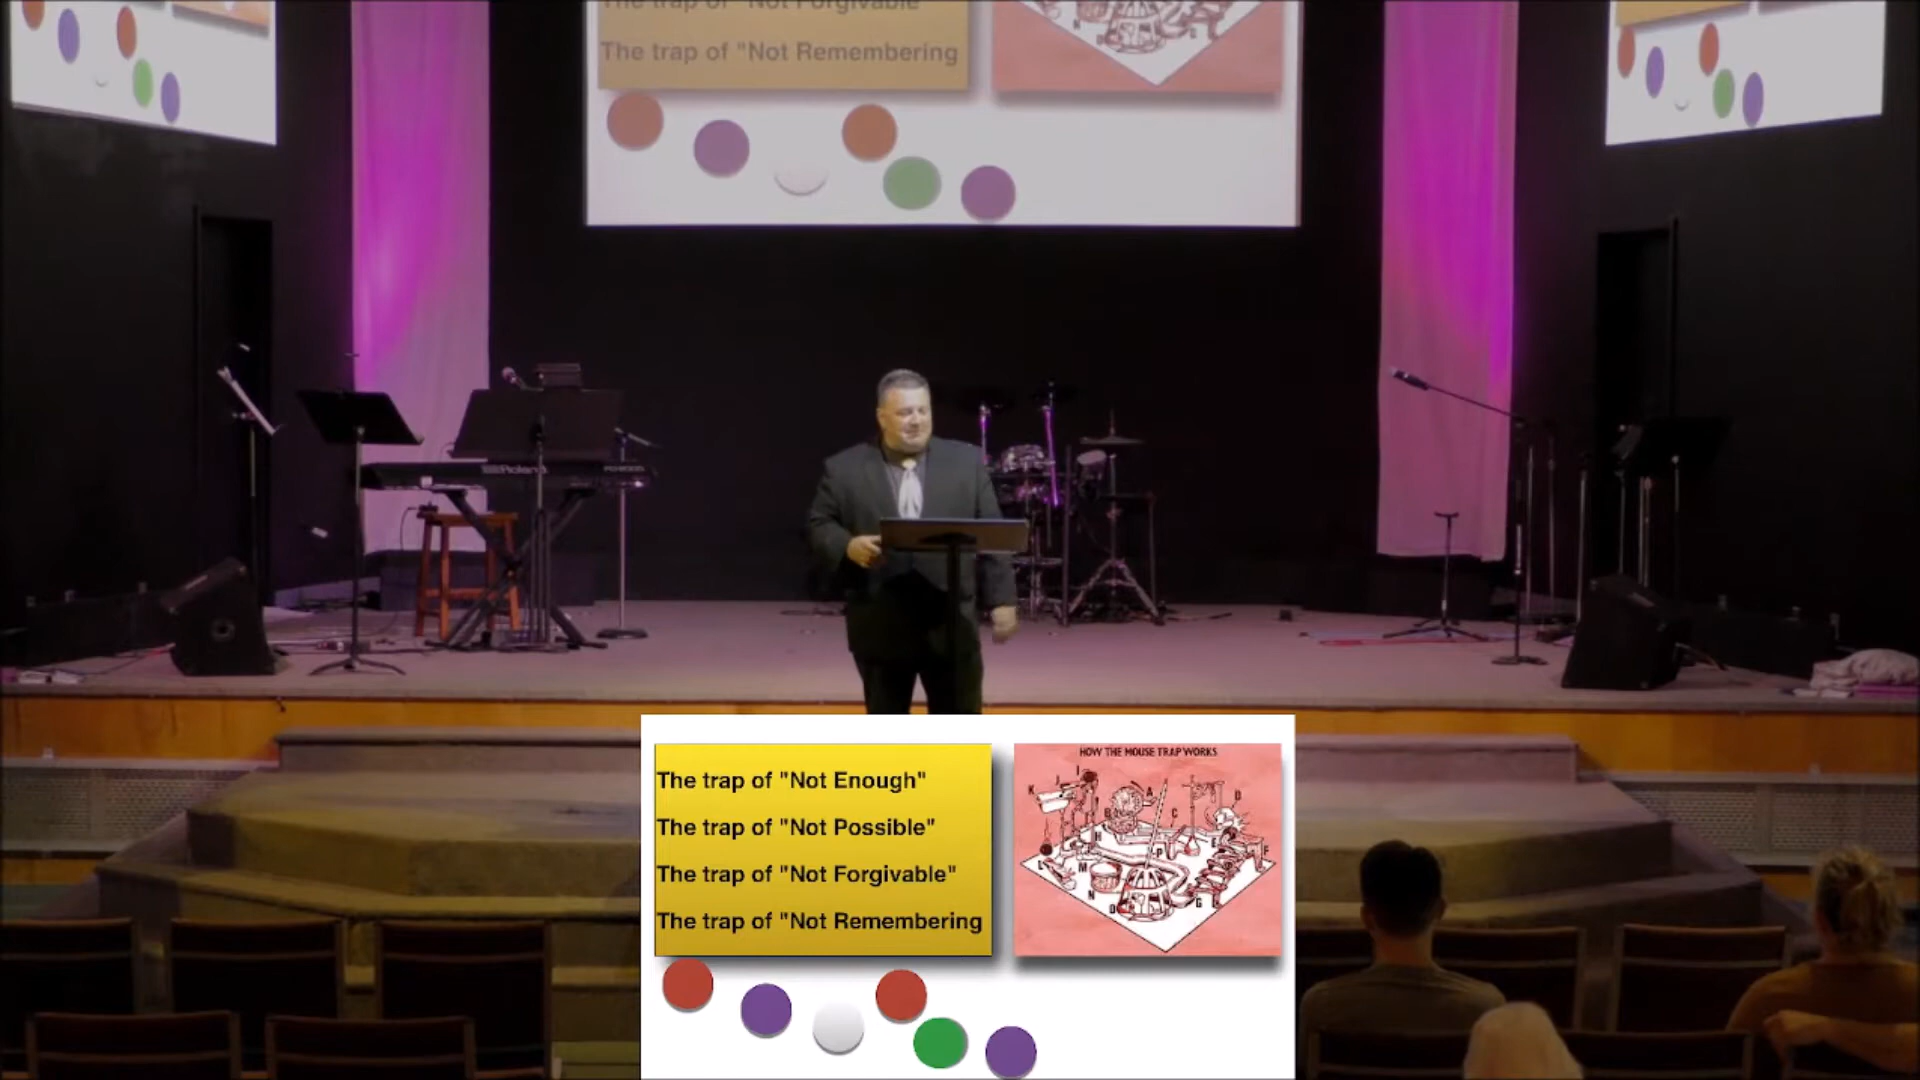 The trap of "Not Forgivable"
The trap of "Not Remembering
Roland
The trap of "Not Enough"
The trap of "Not Possible"
The trap of "Not Forgivable"
The trap of "Not Remembering
HOW THE MOUSE TRAP WORKS
K
J
I
A
D
B
C
H
P
E
F
L
M
N
O
G